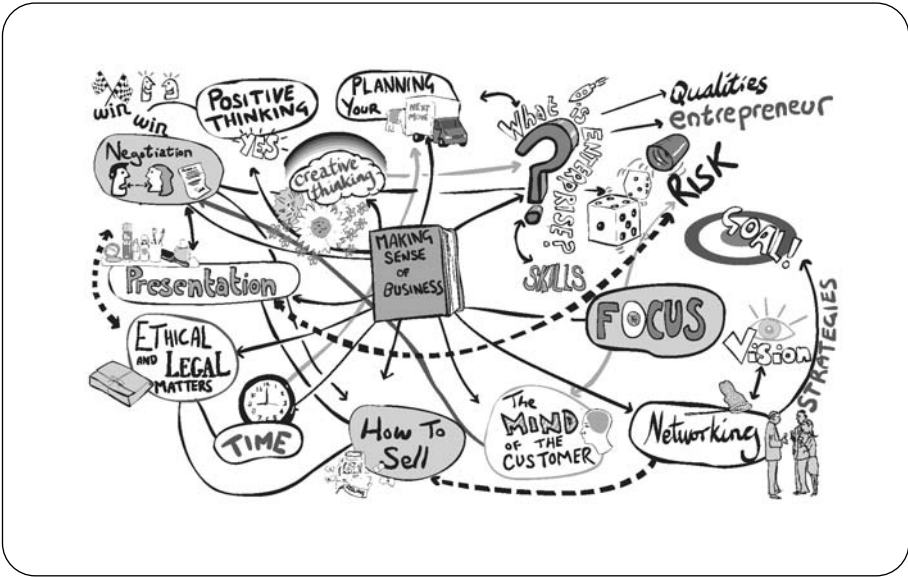 win
win
POSITIVE
THINKING
YES
PLANNING
YOUR
NEXT
MOVE
What
is ENTERPRISE?
Qualities
entrepreneur
Negotiation
creative
thinking
RISK
MAKING
SENSE
OF
BUSINESS
GOAL!
SKILLS
Presentation
FOCUS
Vision
STRATEGIES
ETHICAL
AND LEGAL
MATTERS
TIME
How To
Sell
The
MIND
OF THE
CUSTOMER
Networking